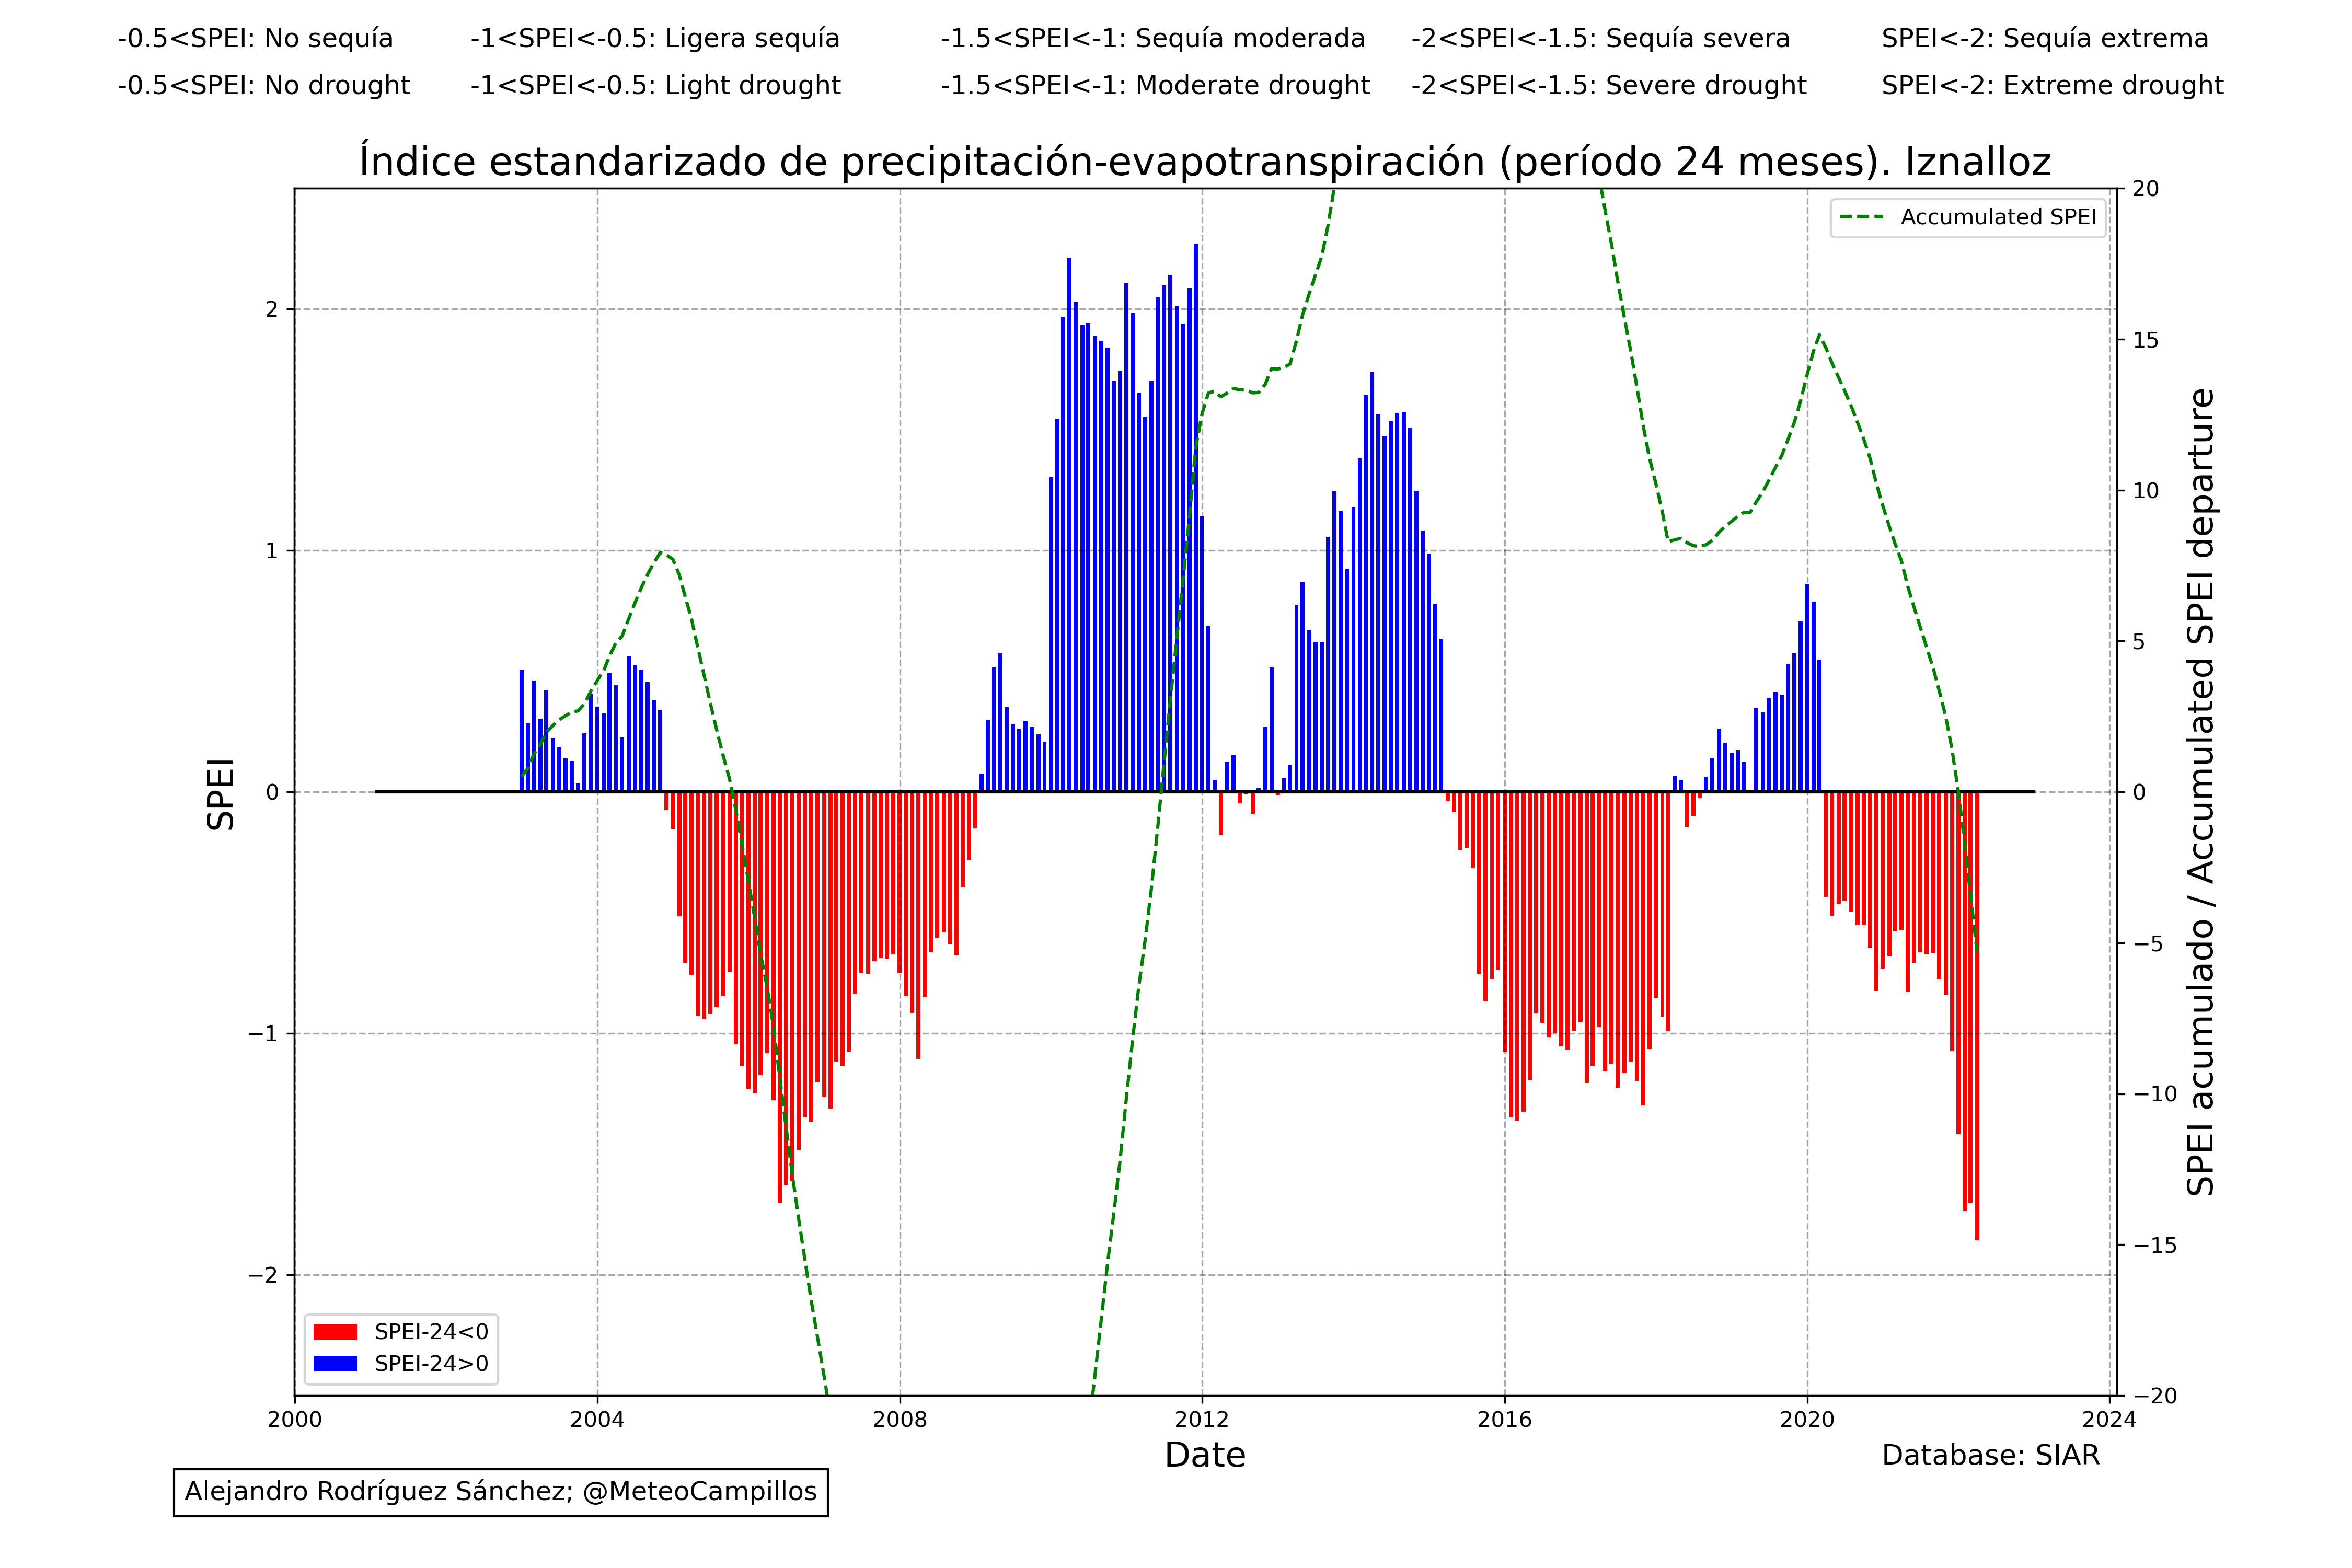 -0.5<SPEI: No sequía -1<SPEI<-0.5: Ligera sequía -1.5<SPEI<-1: Sequía moderada -2<SPEI<-1.5: Sequía severa SPEI<-2: Sequía extrema
-0.5<SPEI: No drought -1<SPEI<-0.5: Light drought -1.5<SPEI<-1: Moderate drought -2<SPEI<-1.5: Severe drought SPEI<-2: Extreme drought
Índice estandarizado de precipitación-evapotranspiración (período 24 meses). Iznalloz
Accumulated SPEI
SPEI
2
1
0
−1
−2
20
15
10
5
0
−5
−10
−15
−20
SPEI acumulado / Accumulated SPEI departure
SPEI-24<0
SPEI-24>0
2000 2004 2008 2012 2016 2020 2024
Date
Database: SIAR
Alejandro Rodríguez Sánchez; @MeteoCampillos